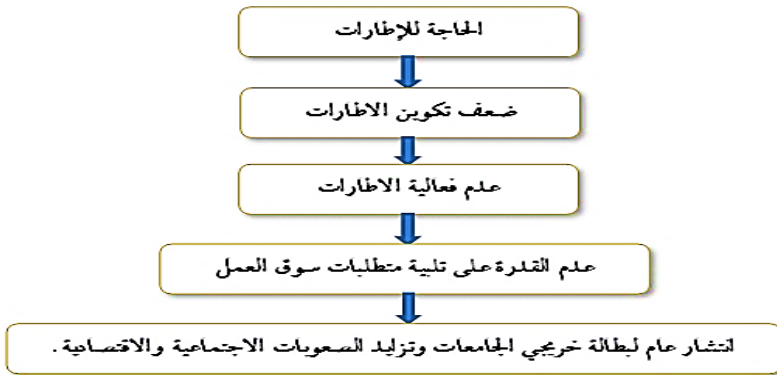 الحاجة للإطارات
ضعف تكوين الاطارات
عدم فعالية الاطارات
عدم القدرة على تلبية متطلبات سوق العمل
انتشار عام لبطالة خريجي الجامعات وتزايد الصعوبات الاجتماعية والاقتصادية.